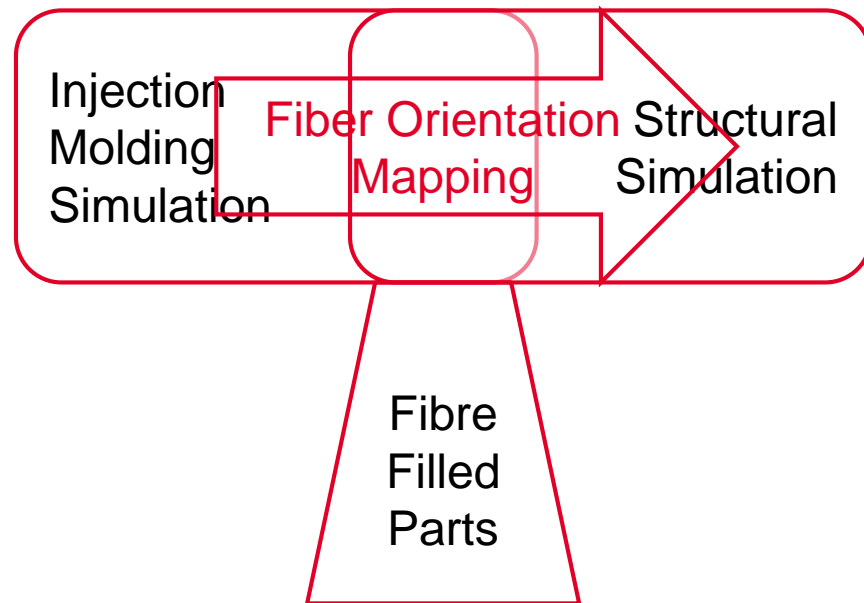 Injection
Molding
Simulation
Fiber Orientation
Mapping
Structural
Simulation
Fibre
Filled
Parts